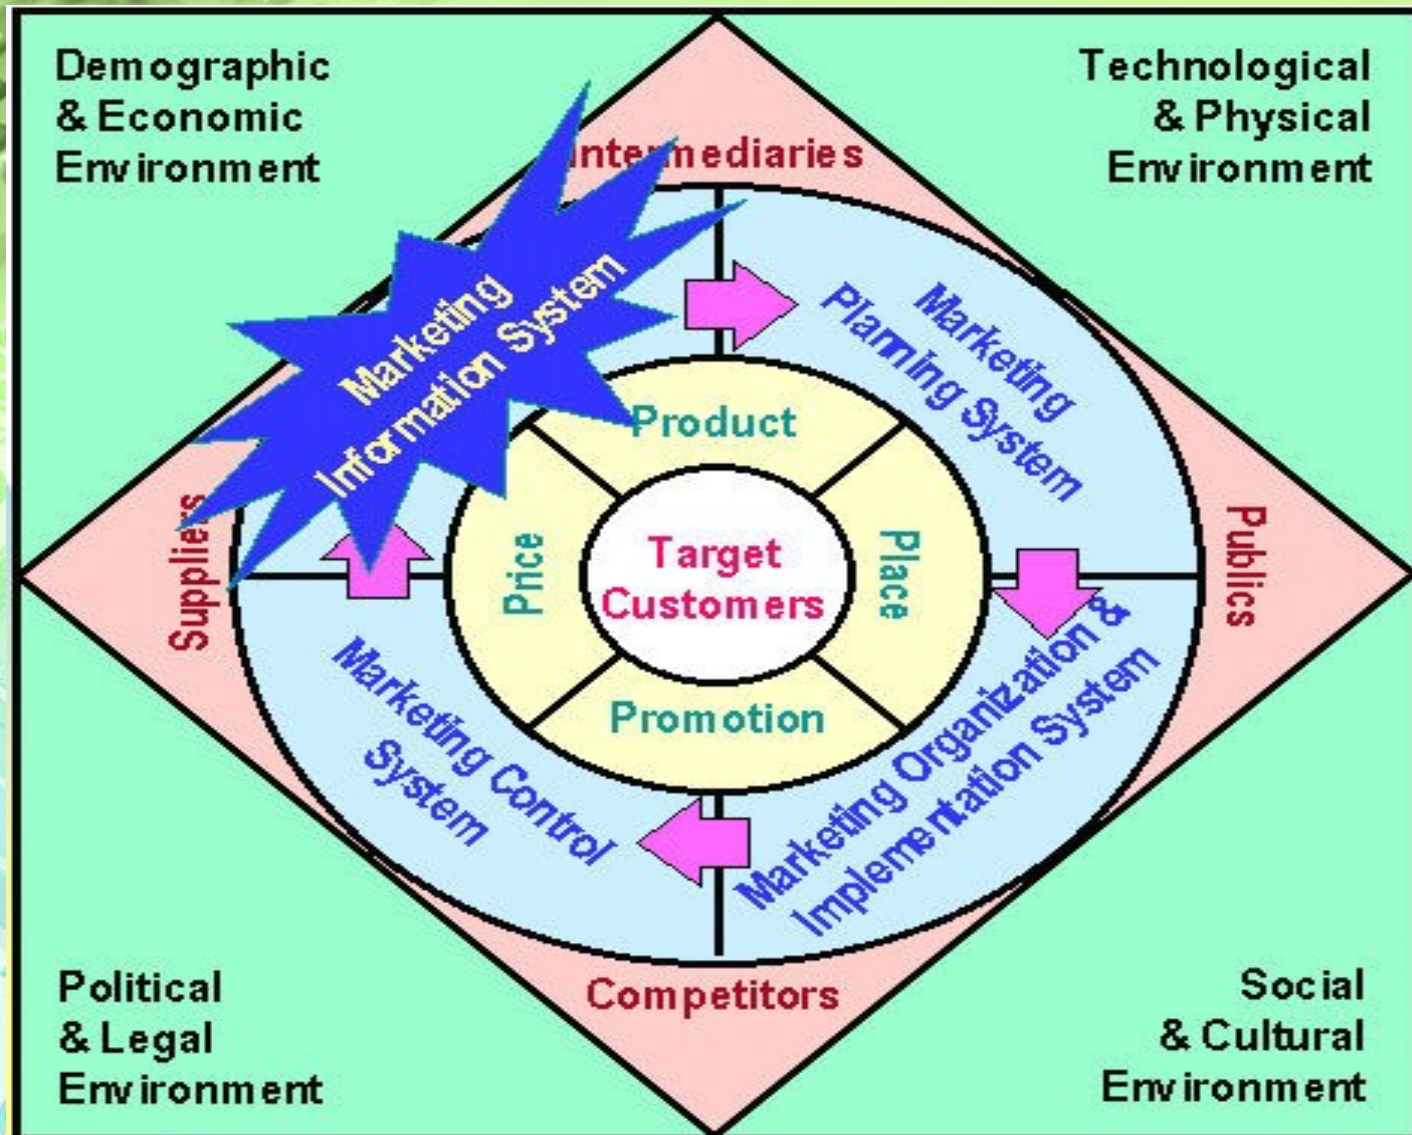 Demographic
& Economic
Environment
Technological
& Physical
Environment
Intermediaries
Marketing
Information System
Marketing
Planning System
Product
Suppliers
Price
Target
Customers
Place
Publics
Promotion
Marketing Control
System
Marketing Organization &
Implementation System
Competitors
Political
& Legal
Environment
Social
& Cultural
Environment